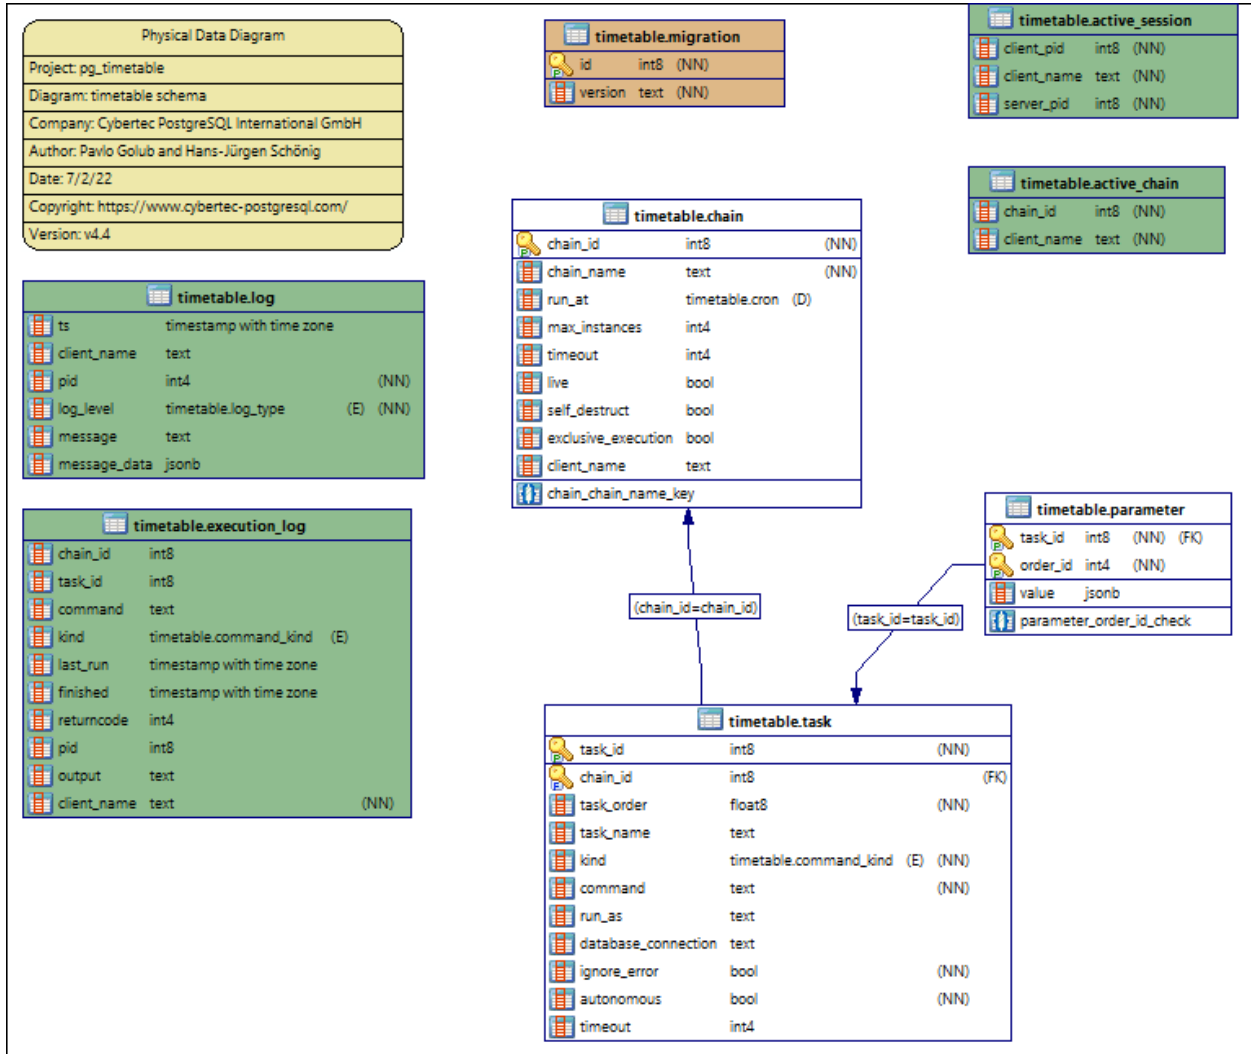 Physical Data Diagram
Project: pg_timetable
Diagram: timetable schema
Company: Cybertec PostgreSQL International GmbH
Author: Pavlo Golub and Hans-Jürgen Schönig
Date: 7/2/22
Copyright: https://www.cybertec-postgresql.com/
Version: v4.4
timetable.migration
id int8 (NN)
version text (NN)
timetable.active_session
client_pid int8 (NN)
client_name text (NN)
server_pid int8 (NN)
timetable.active_chain
chain_id int8 (NN)
client_name text (NN)
timetable.chain
chain_id int8 (NN)
chain_name text (NN)
run_at timetable.cron (D)
max_instances int4
timeout int4
live bool
self_destruct bool
exclusive_execution bool
client_name text
chain_chain_name_key
timetable.log
ts timestamp with time zone
client_name text
pid int4 (NN)
log_level timetable.log_type (E) (NN)
message text
message_data jsonb
timetable.execution_log
chain_id int8
task_id int8
command text
kind timetable.command_kind (E)
last_run timestamp with time zone
finished timestamp with time zone
returncode int4
pid int8
output text
client_name text (NN)
timetable.parameter
task_id int8 (NN) (FK)
order_id int4 (NN)
value jsonb
parameter_order_id_check
(chain_id=chain_id)
(task_id=task_id)
timetable.task
task_id int8 (NN)
chain_id int8 (FK)
task_order float8 (NN)
task_name text
kind timetable.command_kind (E) (NN)
command text (NN)
run_as text
database_connection text
ignore_error bool (NN)
autonomous bool (NN)
timeout int4